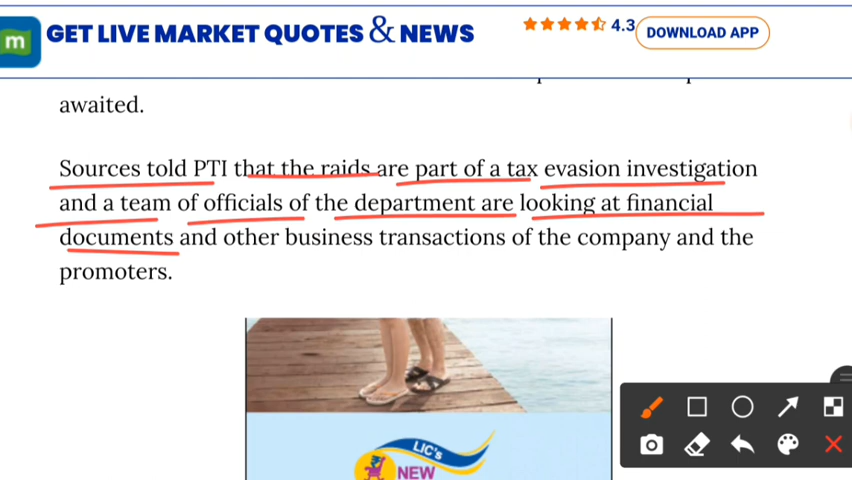 m
GET LIVE MARKET QUOTES & NEWS
4.3
DOWNLOAD APP
awaited.
Sources told PTI that the raids are part of a tax evasion investigation
and a team of officials of the department are looking at financial
documents and other business transactions of the company and the
promoters.
LIC's
NEW